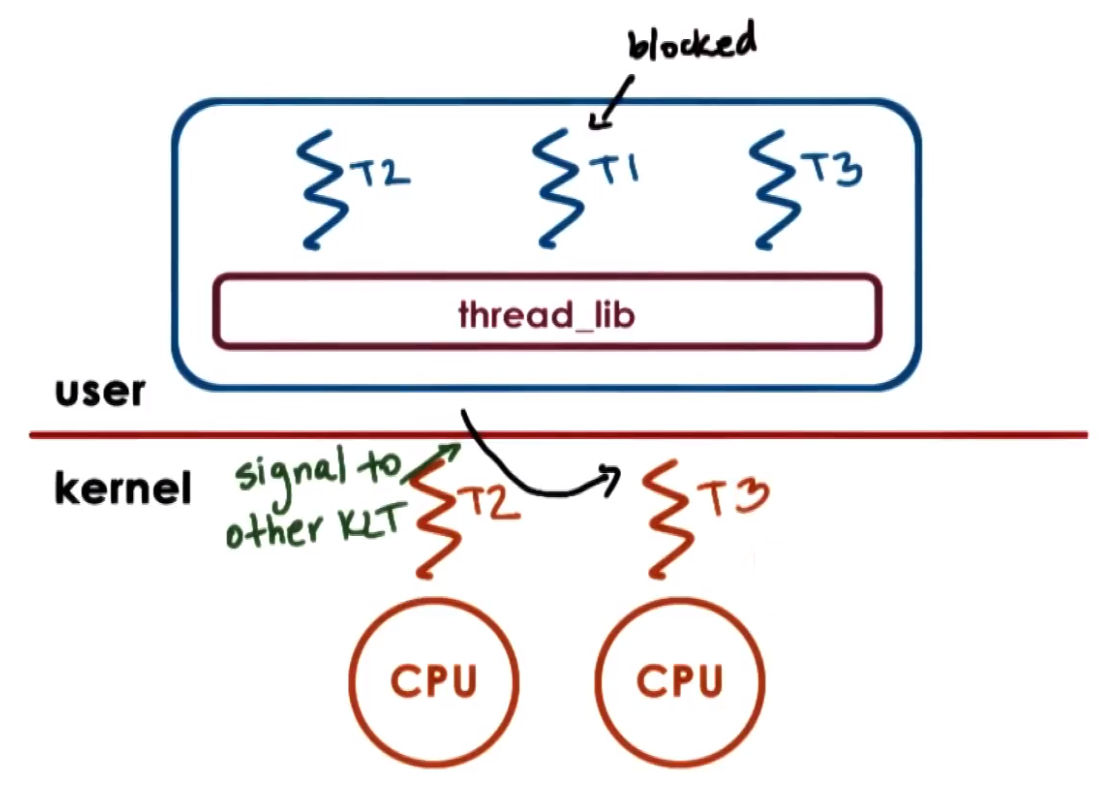 blocked
T2
T1
T3
thread_lib
user
kernel
signal to
other KLT
T2
T3
CPU
CPU